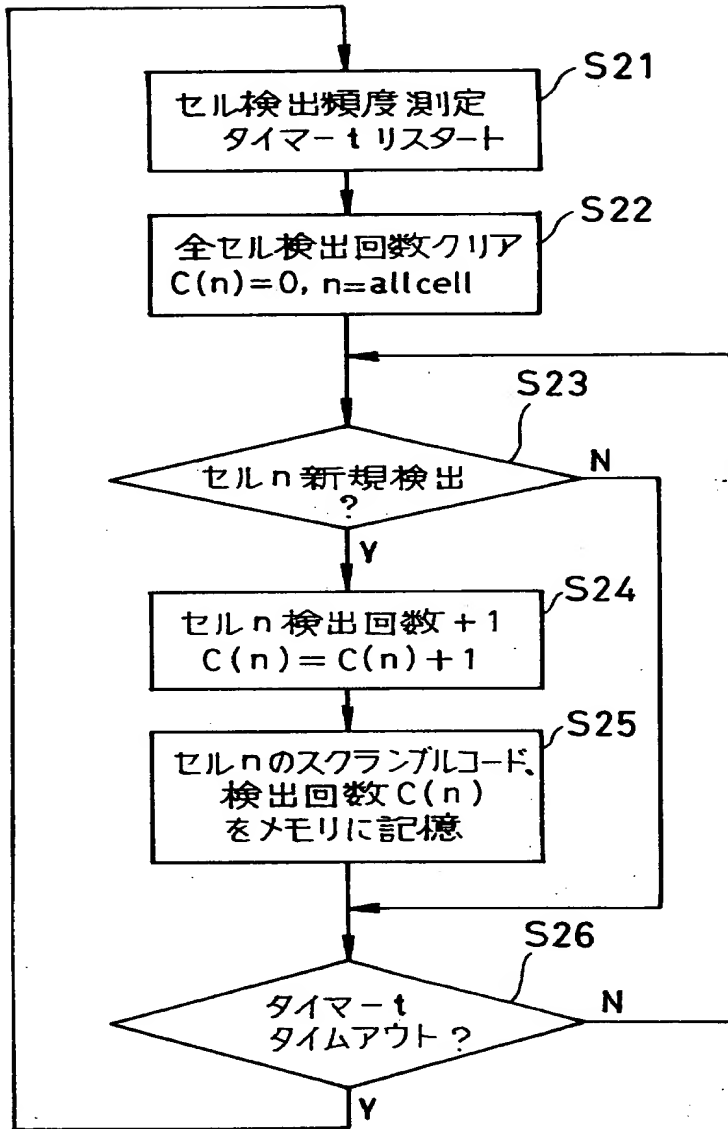 S21
セル検出頻度測定
タイマーtリスタート
S22
全セル検出回数クリア
C(n)=0, n=allcell
S23
セルn新規検出
?
N
Y
S24
セルn検出回数+1
C(n)=C(n)+1
S25
セルnのスクランブルコード、
検出回数C(n)
をメモリに記憶
S26
タイマーt
タイムアウト?
N
Y